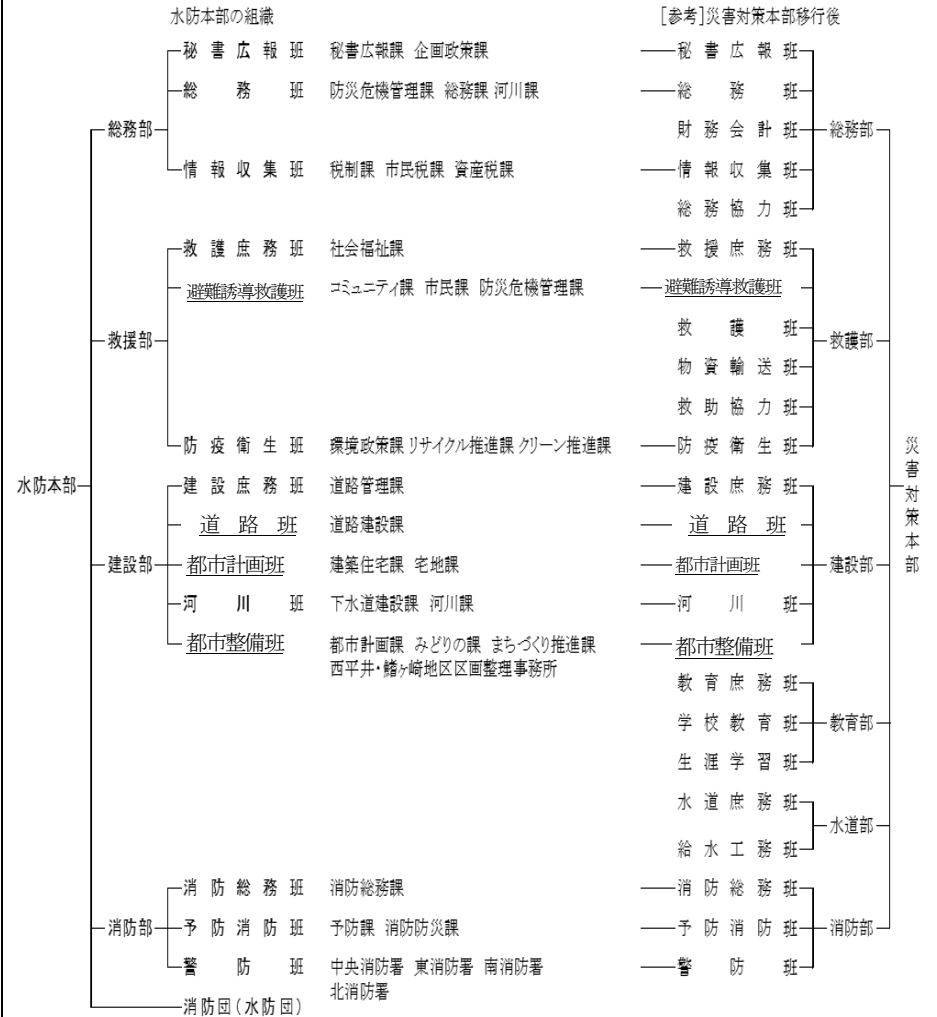 水防本部の組織 [参考]災害対策本部移行後
秘書広報班 秘書広報課 企画政策課 秘書広報班
総務班 防災危機管理課 総務課 河川課 総務班
総務部 財務会計班 総務部
情報収集班 税制課 市民税課 資産税課 情報収集班
総務協力班
救護庶務班 社会福祉課 救援庶務班
避難誘導救護班 コミュニティ課 市民課 防災危機管理課 避難誘導救護班
救護班
救援部 救護部
物資輸送班
救助協力班
防疫衛生班 環境政策課 リサイクル推進課 クリーン推進課 防疫衛生班
水防本部 建設庶務班 道路管理課 建設庶務班 災害対策本部
道路班 道路建設課 道路班
建設部 都市計画班 建築住宅課 宅地課 都市計画班 建設部
河川班 下水道建設課 河川課 河川班
都市整備班 都市計画課 みどりの課 まちづくり推進課 都市整備班
西平井・鰭ヶ崎地区区画整理事務所
教育庶務班
学校教育班 教育部
生涯学習班
水道庶務班
水道部
給水工務班
消防総務班 消防総務課 消防総務班
消防部 予防消防班 予防課 消防防災課 予防消防班 消防部
警防班 中央消防署 東消防署 南消防署 警防班
北消防署
消防団(水防団)